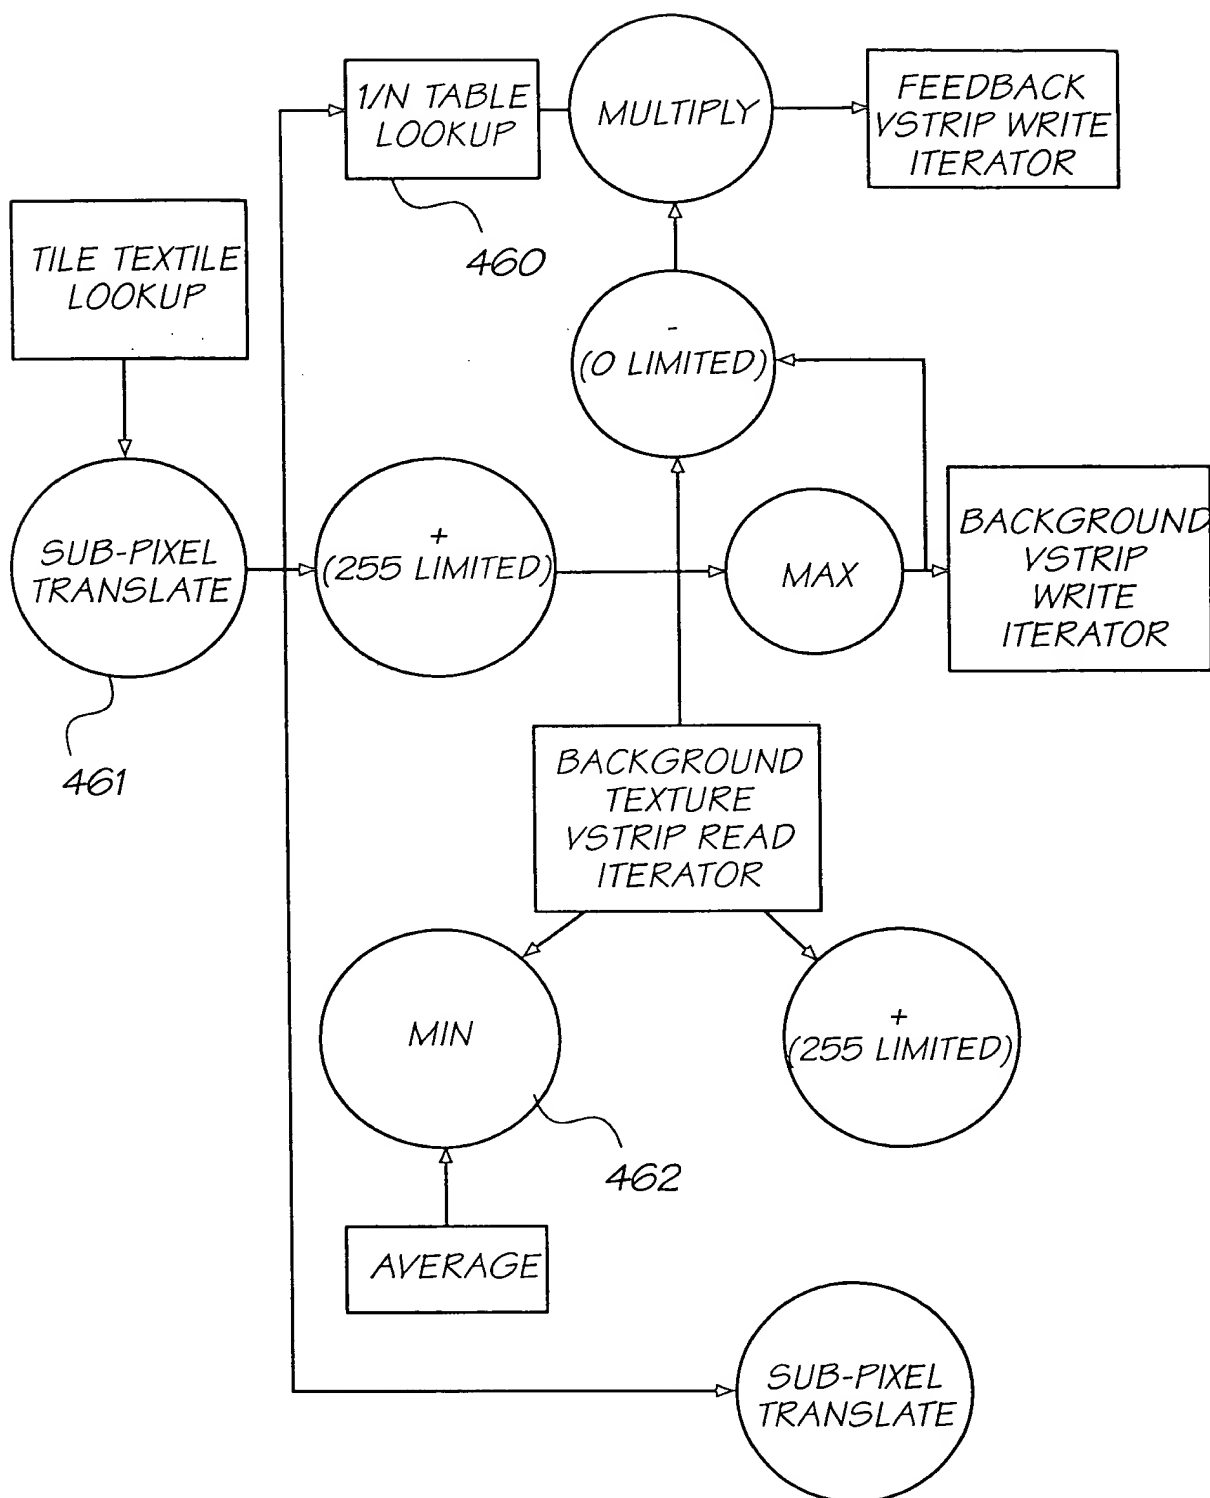 1/N TABLE
LOOKUP
MULTIPLY
FEEDBACK
VSTRIP WRITE
ITERATOR
460
TILE TEXTILE
LOOKUP
-
(0 LIMITED)
SUB-PIXEL
TRANSLATE
461
+
(255 LIMITED)
MAX
BACKGROUND
VSTRIP
WRITE
ITERATOR
BACKGROUND
TEXTURE
VSTRIP READ
ITERATOR
MIN
462
+
(255 LIMITED)
AVERAGE
SUB-PIXEL
TRANSLATE